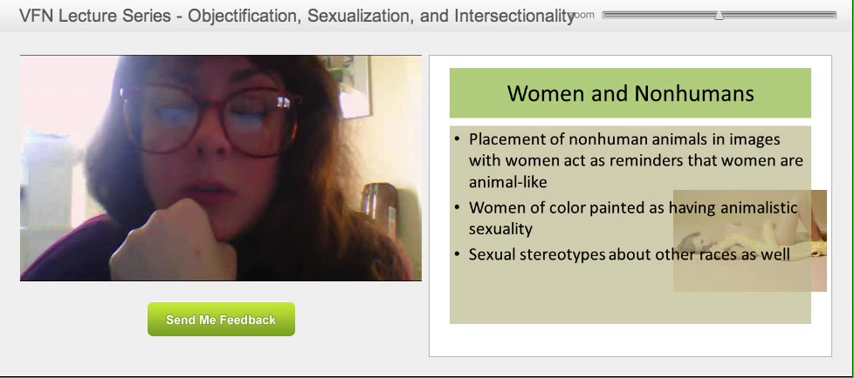 VFN Lecture Series - Objectification, Sexualization, and Intersectionality
oom
Women and Nonhumans
• Placement of nonhuman animals in images
with women act as reminders that women are
animal-like
• Women of color painted as having animalistic
sexuality
• Sexual stereotypes about other races as well
Send Me Feedback